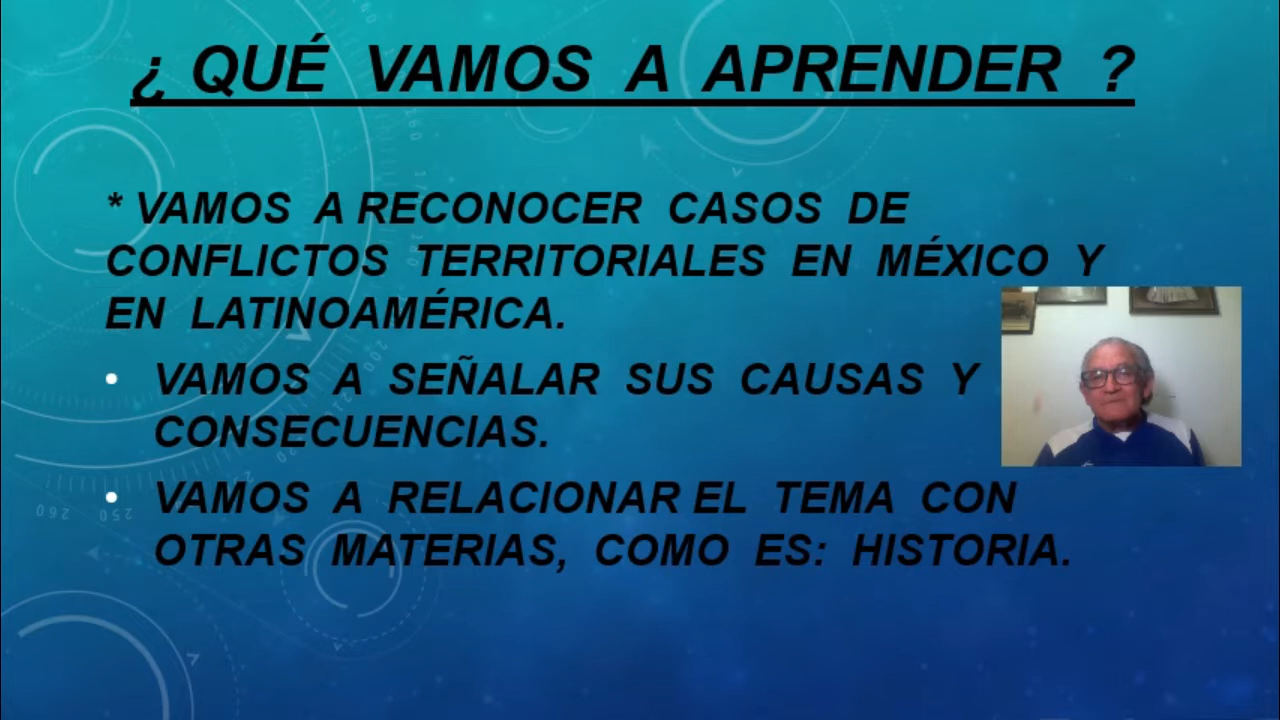 ¿ QUÉ VAMOS A APRENDER ?
* VAMOS A RECONOCER CASOS DE
CONFLICTOS TERRITORIALES EN MÉXICO Y
EN LATINOAMÉRICA.
• VAMOS A SEÑALAR SUS CAUSAS Y
CONSECUENCIAS.
• VAMOS A RELACIONAR EL TEMA CON
OTRAS MATERIAS, COMO ES: HISTORIA.